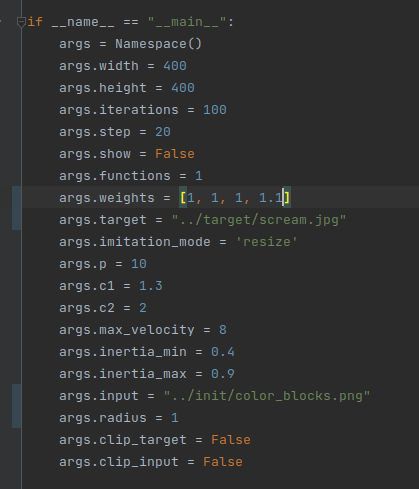 if __name__ == "__main__":
    args = Namespace()
    args.width = 400
    args.height = 400
    args.iterations = 100
    args.step = 20
    args.show = False
    args.functions = 1
    args.weights = [1, 1, 1, 1.1]
    args.target = "../target/scream.jpg"
    args.imitation_mode = 'resize'
    args.p = 10
    args.c1 = 1.3
    args.c2 = 2
    args.max_velocity = 8
    args.inertia_min = 0.4
    args.inertia_max = 0.9
    args.input = "../init/color_blocks.png"
    args.radius = 1
    args.clip_target = False
    args.clip_input = False